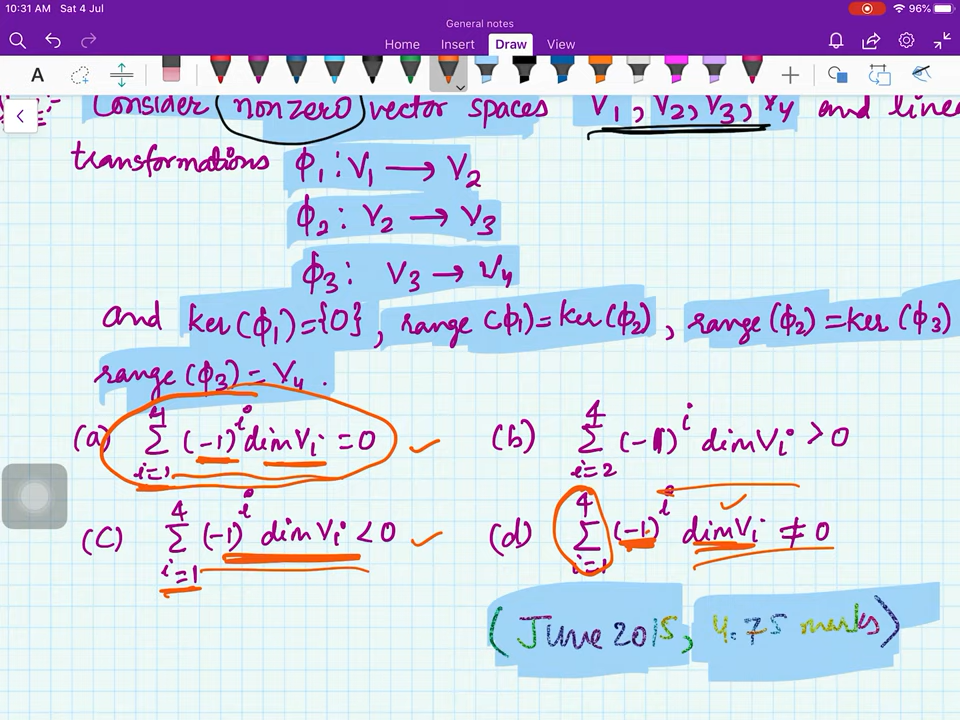 10:31 AM Sat 4 Jul 96%
General notes
Home Insert Draw View
A
Consider nonzero vector spaces V₁, V₂, V₃, V₄ and linea
transformations ϕ₁ : V₁ → V₂
ϕ₂ : V₂ → V₃
ϕ₃ : V₃ → V₄
and ker(ϕ₁)={0}, range (ϕ₁)=ker(ϕ₂), range(ϕ₂)=ker(ϕ₃)
range(ϕ₃)=V₄.
(a) ∑_{i=1}^{4} (-1)^i dim Vᵢ = 0 (b) ∑_{i=2}^{4} (-1)^i dim Vᵢ > 0
(c) ∑_{i=1}^{4} (-1)^i dim Vᵢ < 0 (d) ∑_{i=1}^{4} (-1)^i dim Vᵢ ≠ 0
(June 2015, 4.75 marks)